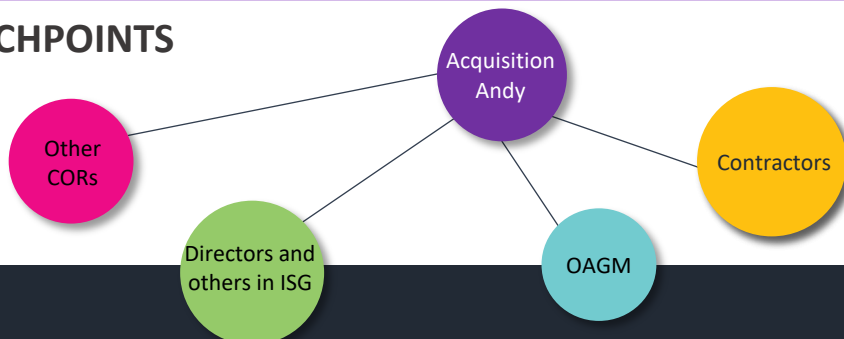 CHPOINTS
Acquisition
Andy
Other
CORs
Contractors
Directors and
others in ISG
OAGM